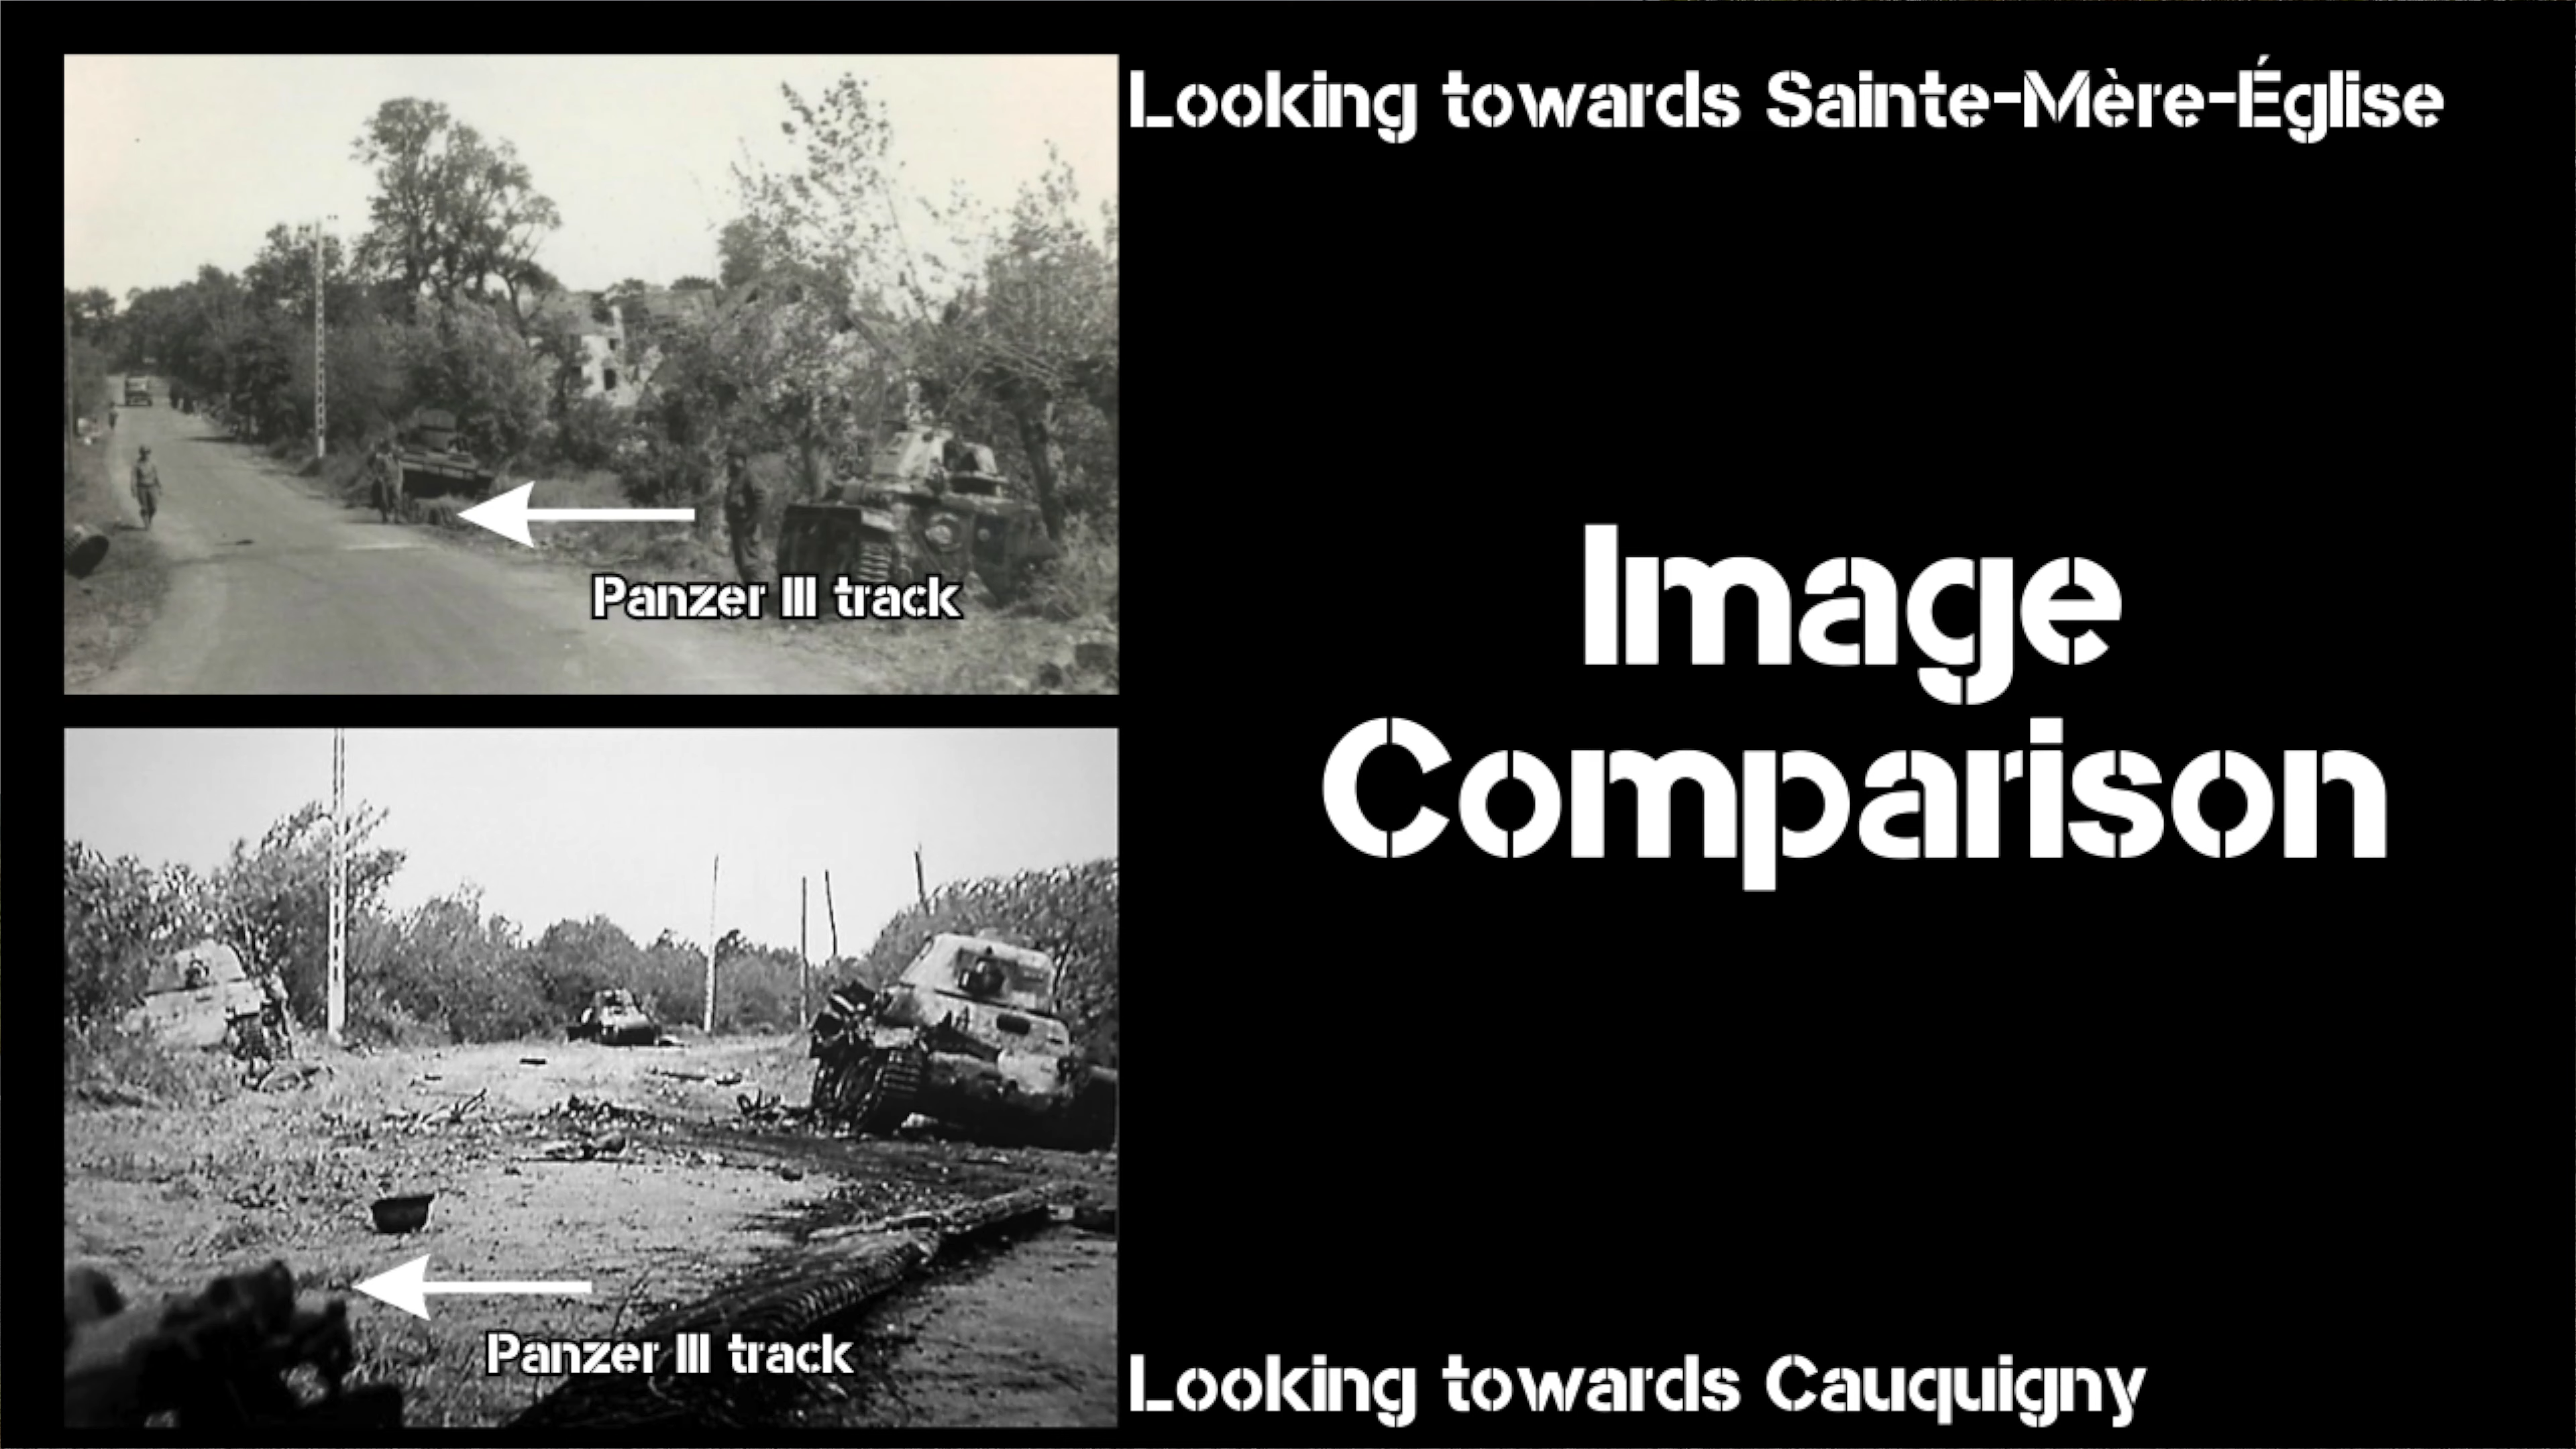 Looking towards Sainte-Mère-Église
Panzer III track
Image
Comparison
Panzer III track
Looking towards Cauquigny